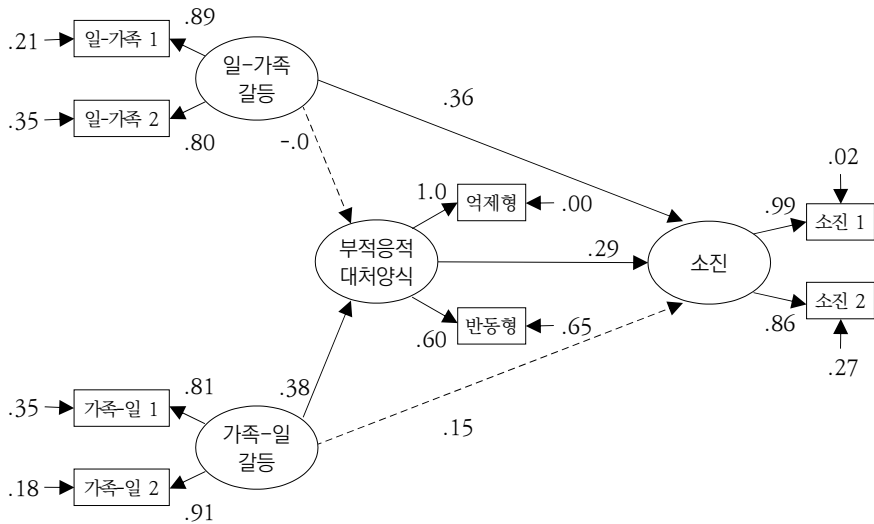 .89
.21
일-가족 1
일-가족
갈등
.36
.35
일-가족 2
.80
-.0
.02
1.0
억제형
.00
.99
소진 1
부적응적
대처양식
.29
소진
소진 2
.86
반동형
.65
.60
.27
.81
.38
.35
가족-일 1
.15
가족-일
갈등
.18
가족-일 2
.91